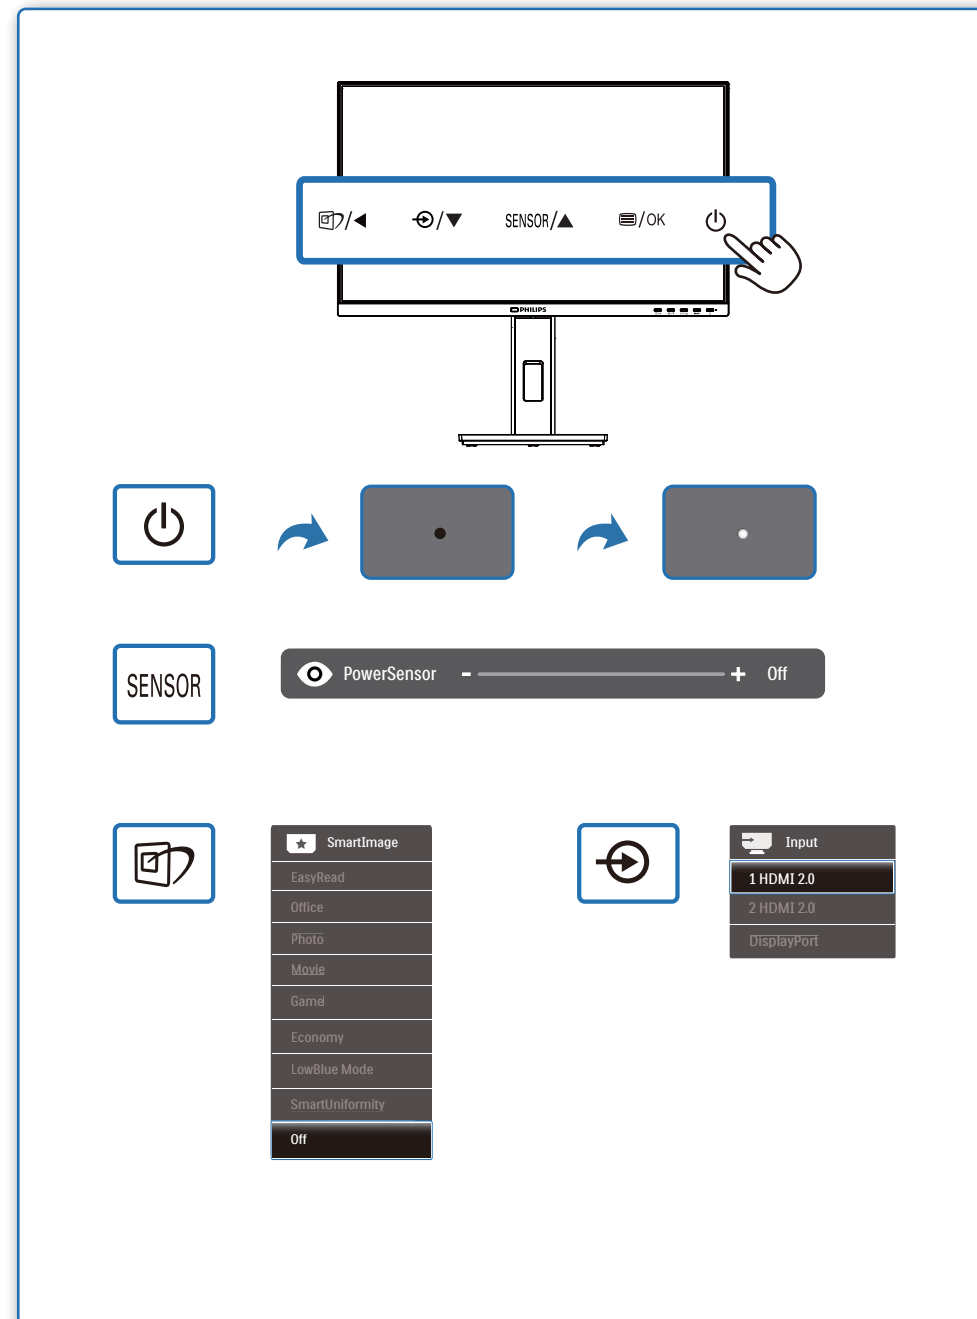 SENSOR/
/OK
PHILIPS
SENSOR
PowerSensor - + Off
SmartImage
EasyRead
Office
Photo
Movie
Game
Economy
LowBlue Mode
SmartUniformity
Off
Input
1 HDMI 2.0
2 HDMI 2.0
DisplayPort